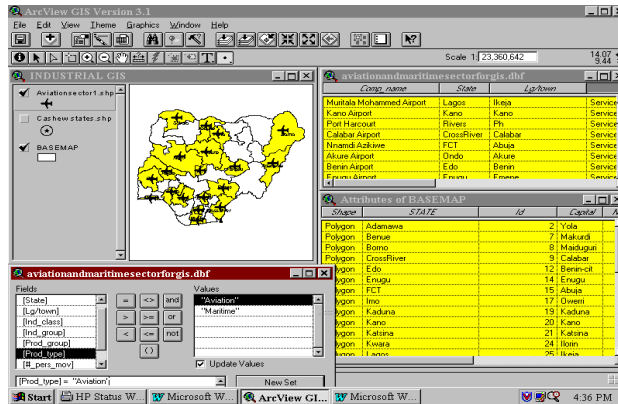 ArcView GIS Version 3.1
File Edit View Theme Graphics Window Help
Scale 1: 23,360,642
14.07
9.44
INDUSTRIAL GIS
Aviationsector1.shp
Cashew states.shp
BASEMAP
aviationandmaritimesectorforgis.dbf
Comp_name State Lg/town
Muritala Mohammed Airport Lagos Ikeja Service
Kano Airport Kano Kano Service
Port Harcourt Rivers Ph Service
Calabar Airport CrossRiver Calabar Service
Nnamdi Azikiwe FCT Abuja Service
Akure Airport Ondo Akure Service
Benin Airport Edo Benin Service
Enugu Airport Enugu Emene Service
Attributes of BASEMAP
Shape STATE Id Capital
Polygon Adamawa 2 Yola
Polygon Benue 7 Makurdi
Polygon Borno 8 Maiduguri
Polygon CrossRiver 9 Calabar
Polygon Edo 12 Benin-cit
Polygon Enugu 14 Enugu
Polygon FCT 15 Abuja
Polygon Imo 17 Owerri
Polygon Kaduna 19 Kaduna
Polygon Kano 20 Kano
Polygon Katsina 21 Katsina
Polygon Kwara 24 Ilorin
Polygon Lagos 25 Ikeja
aviationandmaritimesectorforgis.dbf
Fields Values
[State]
[Lg/town]
[Ind_class]
[Ind_group]
[Prod_group]
[Prod_type]
[#_pers_mov]
= <> and
> >= or
< <= not
( )
"Aviation"
"Maritime"
Update Values
[Prod_type] = "Aviation"
New Set
Start HP Status W... Microsoft W... ArcView GI... Microsoft W... 4:36 PM